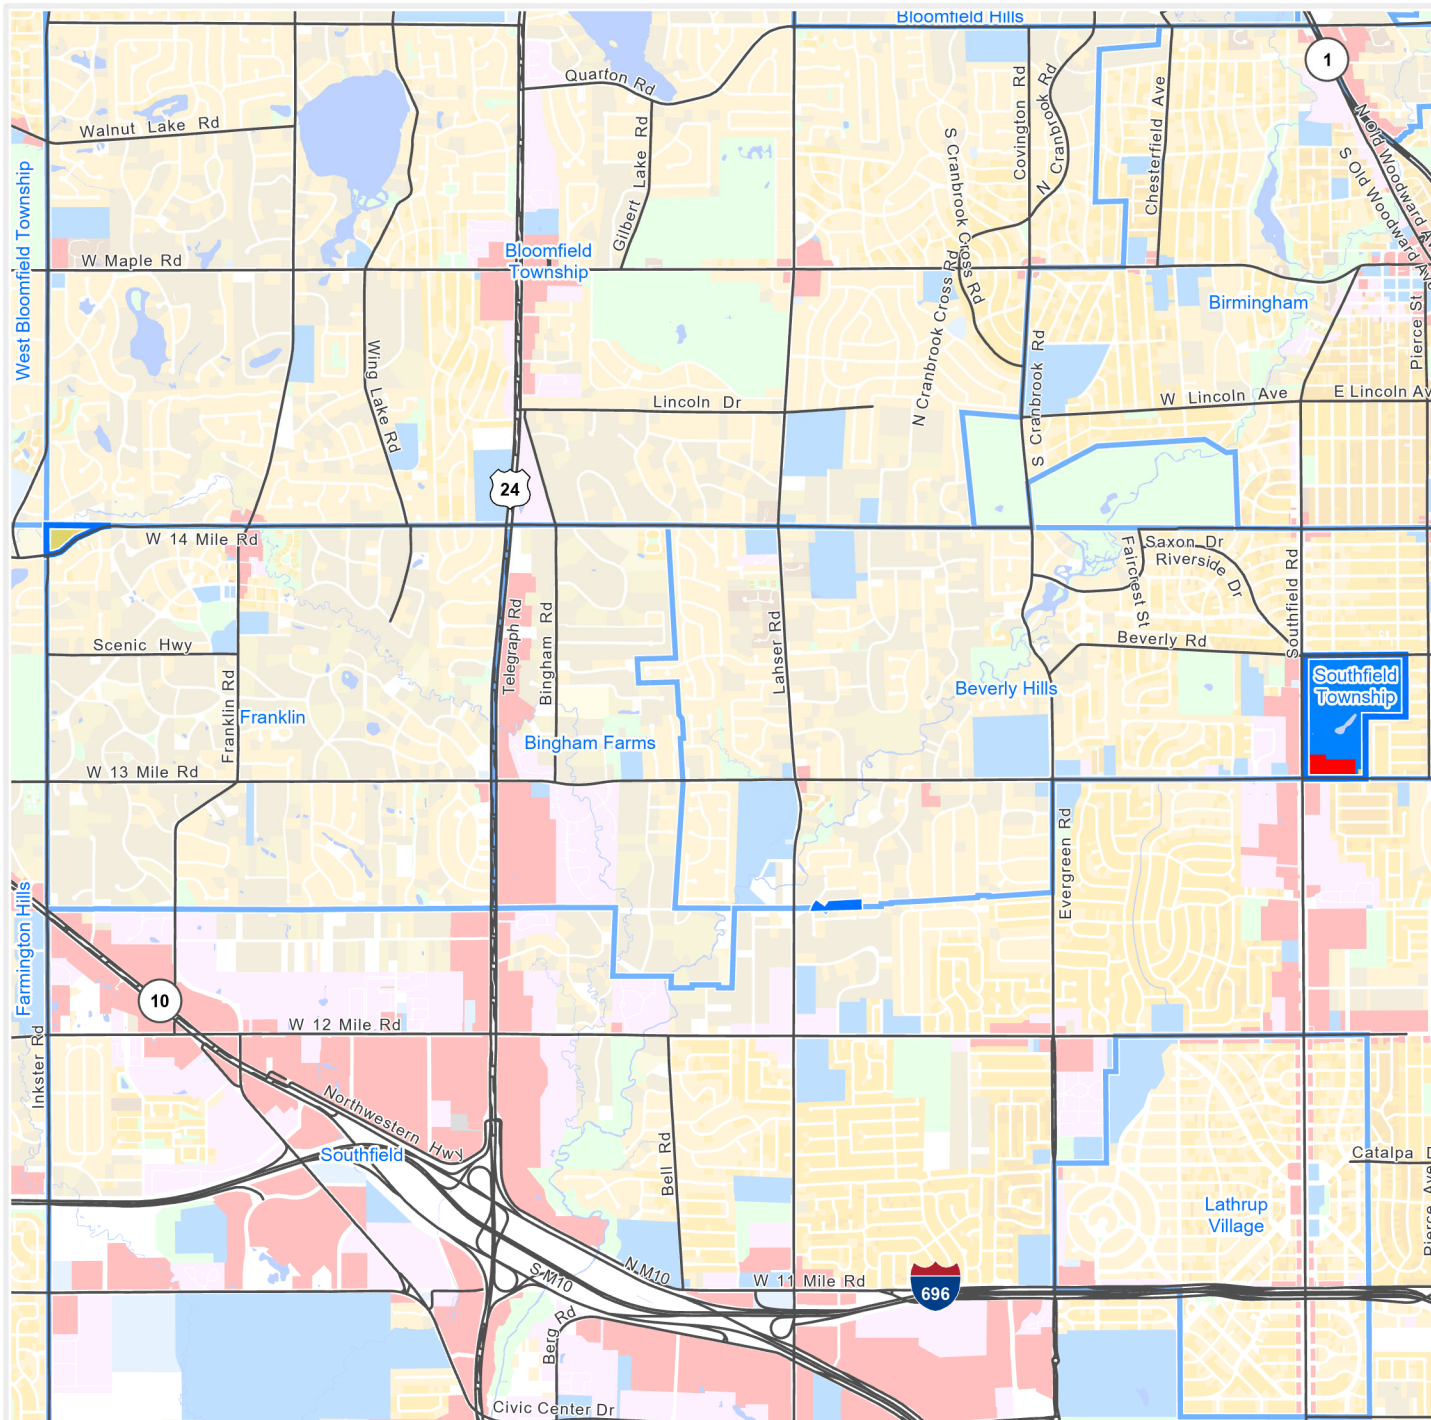 Bloomfield Hills
1
Quarton Rd
Walnut Lake Rd
Gilbert Lake Rd
S Cranbrook Cross Rd
Covington Rd
N Cranbrook Rd
Chesterfield Ave
N Old Woodward Av
S Old Woodward Ave
West Bloomfield Township
W Maple Rd
Bloomfield
Township
N Cranbrook Cross Rd
Birmingham
Pierce St
Wing Lake Rd
S Cranbrook Rd
Lincoln Dr
W Lincoln Ave
E Lincoln Av
24
W 14 Mile Rd
Saxon Dr
Riverside Dr
Faircrest St
Southfield Rd
Scenic Hwy
Telegraph Rd
Bingham Rd
Lahser Rd
Beverly Rd
Franklin Rd
Franklin
Beverly Hills
Southfield
Township
Bingham Farms
W 13 Mile Rd
Evergreen Rd
Farmington Hills
10
W 12 Mile Rd
Inkster Rd
Northwestern Hwy
Southfield
Bell Rd
Catalpa D
Lathrup
Village
Pierce Ave
N M10
S M10
W 11 Mile Rd
696
Berg Rd
Civic Center Dr